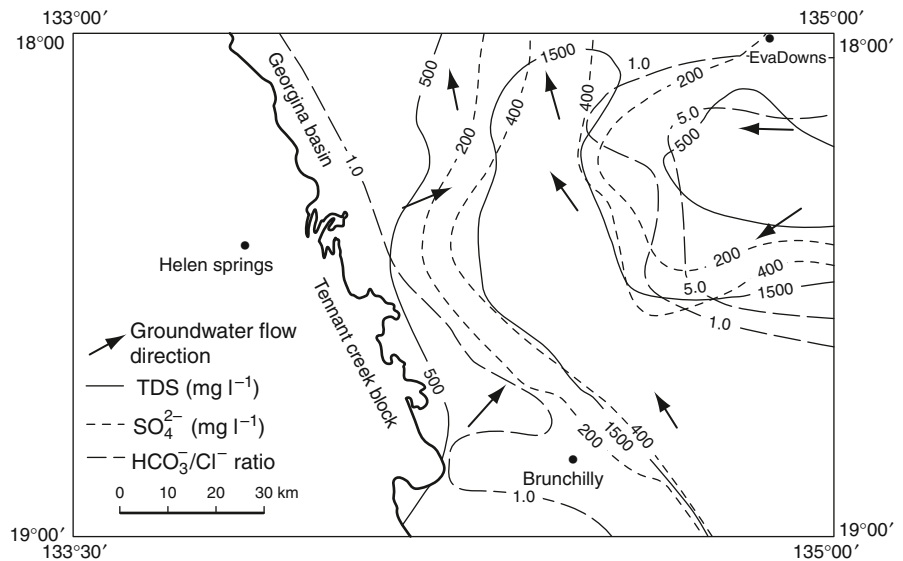 133°00′
135°00′
18°00
18°00′
Georgina basin
500
1500
1.0
EvaDowns
200
400
400
5.0
500
200
1.0
Helen springs
Tennant creek block
200
400
5.0
1500
1.0
Groundwater flow
direction
TDS (mg l⁻¹)
SO₄²⁻ (mg l⁻¹)
HCO₃⁻/Cl⁻ ratio
0 10 20 30 km
500
200
1500
400
Brunchilly
1.0
19°00′
19°00′
133°30′
135°00′